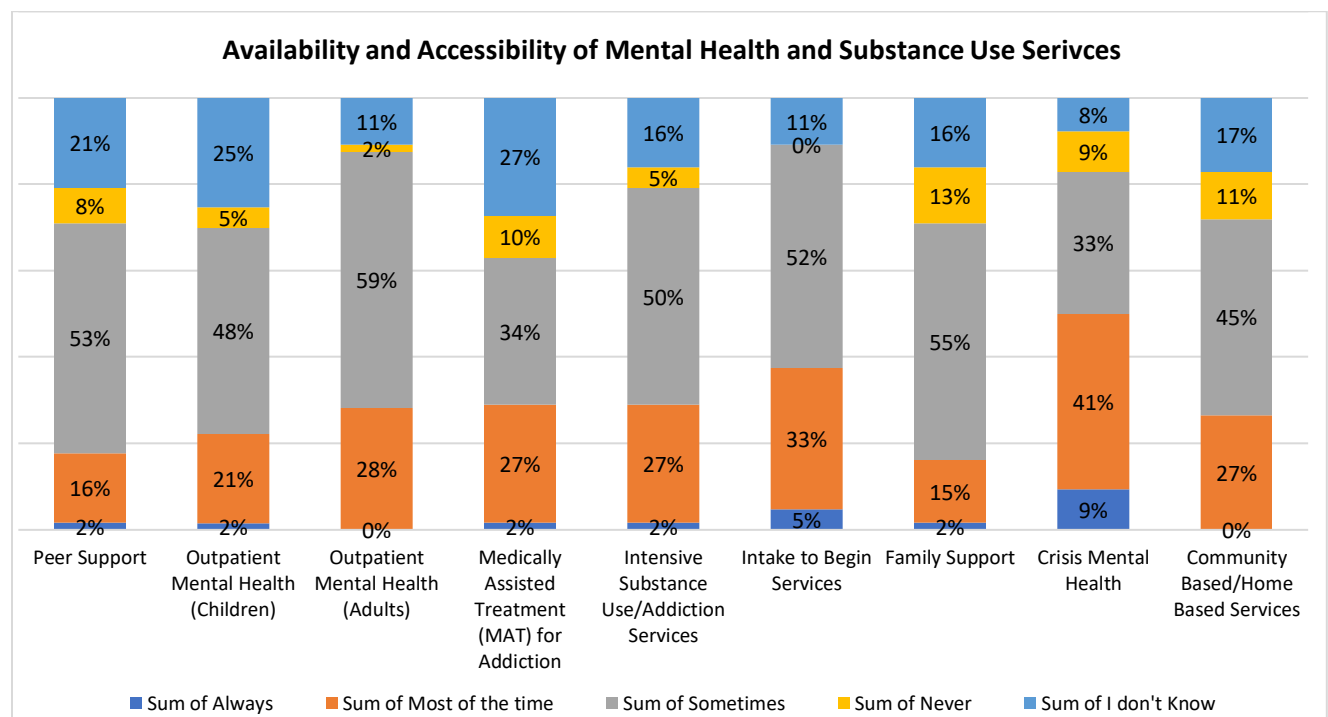 Availability and Accessibility of Mental Health and Substance Use Serivces
21% 25% 11% 27% 16% 11% 16% 8% 17%
8% 5% 2% 10% 5% 0% 13% 9% 11%
53% 48% 59% 34% 50% 52% 55% 33% 45%
16% 21% 28% 27% 27% 33% 15% 41% 27%
2% 2% 0% 2% 2% 5% 2% 9% 0%
Peer Support
Outpatient
Mental Health
(Children)
Outpatient
Mental Health
(Adults)
Medically
Assisted
Treatment
(MAT) for
Addiction
Intensive
Substance
Use/Addiction
Services
Intake to Begin
Services
Family Support
Crisis Mental
Health
Community
Based/Home
Based Services
Sum of Always
Sum of Most of the time
Sum of Sometimes
Sum of Never
Sum of I don't Know